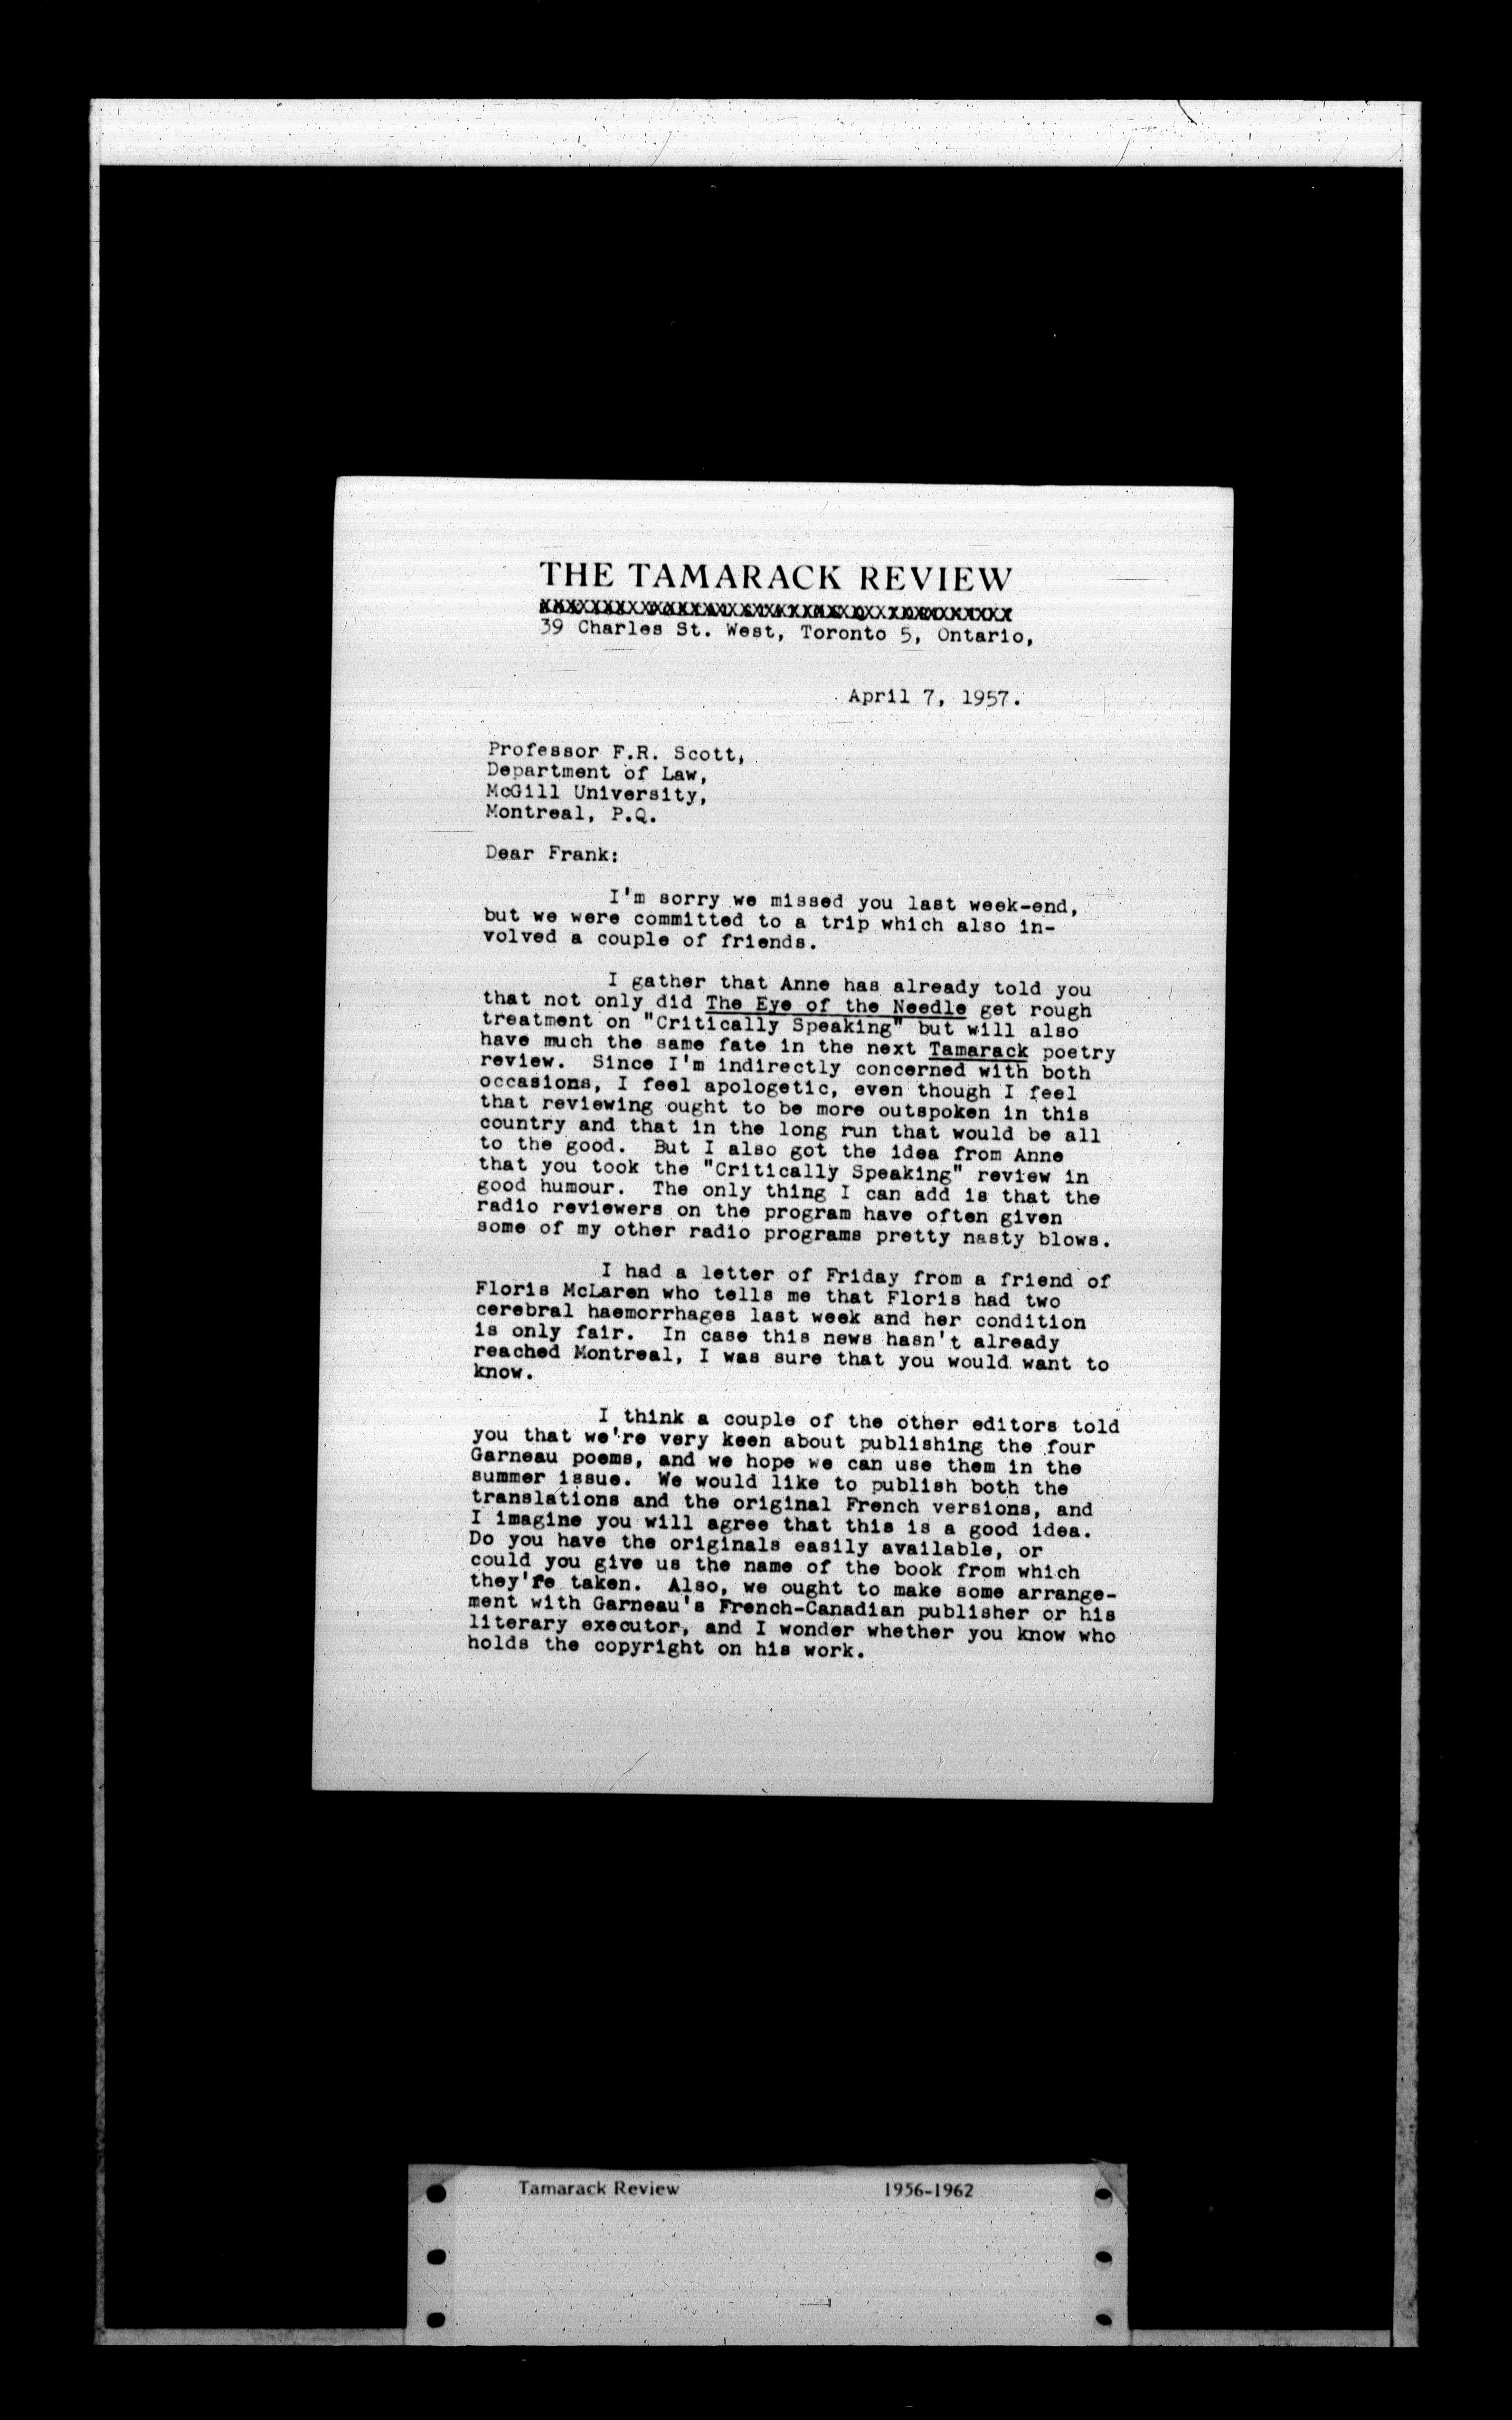 THE TAMARACK REVIEW
39 Charles St. West, Toronto 5, Ontario,
April 7, 1957.
Professor F.R. Scott,
Department of Law,
McGill University,
Montreal, P.Q.
Dear Frank:
I'm sorry we missed you last week-end,
but we were committed to a trip which also in-
volved a couple of friends.
I gather that Anne has already told you
that not only did The Eye of the Needle get rough
treatment on "Critically Speaking" but will also
have much the same fate in the next Tamarack poetry
review. Since I'm indirectly concerned with both
occasions, I feel apologetic, even though I feel
that reviewing ought to be more outspoken in this
country and that in the long run that would be all
to the good. But I also got the idea from Anne
that you took the "Critically Speaking" review in
good humour. The only thing I can add is that the
radio reviewers on the program have often given
some of my other radio programs pretty nasty blows.
I had a letter of Friday from a friend of
Floris McLaren who tells me that Floris had two
cerebral haemorrhages last week and her condition
is only fair. In case this news hasn't already
reached Montreal, I was sure that you would want to
know.
I think a couple of the other editors told
you that we're very keen about publishing the four
Garneau poems, and we hope we can use them in the
summer issue. We would like to publish both the
translations and the original French versions, and
I imagine you will agree that this is a good idea.
Do you have the originals easily available, or
could you give us the name of the book from which
they're taken. Also, we ought to make some arrange-
ment with Garneau's French-Canadian publisher or his
literary executor, and I wonder whether you know who
holds the copyright on his work.
Tamarack Review 1956-1962